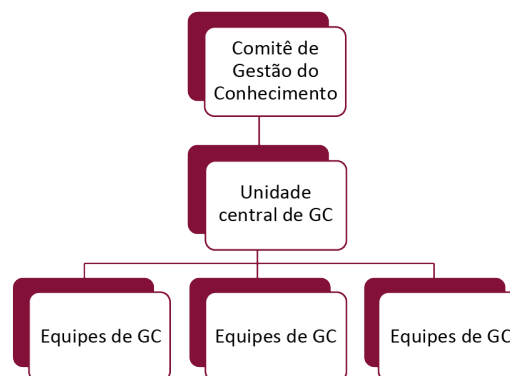 Comitê de
Gestão do
Conhecimento
Unidade
central de GC
Equipes de GC
Equipes de GC
Equipes de GC